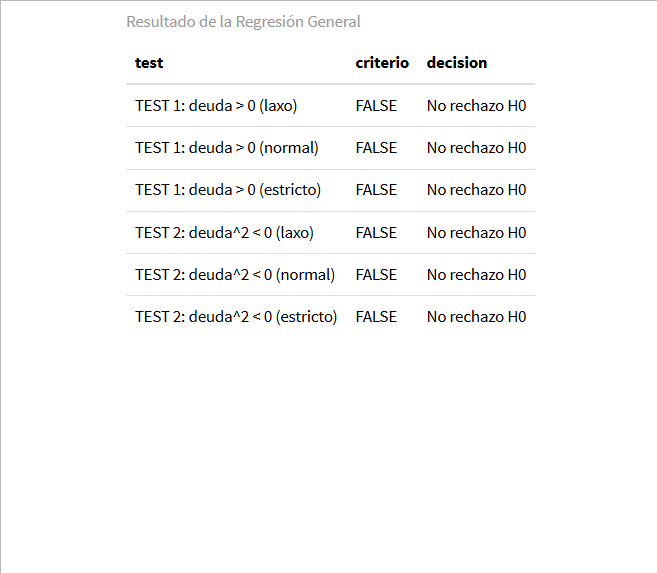 Resultado de la Regresión General
test criterio decision
TEST 1: deuda > 0 (laxo) FALSE No rechazo H0
TEST 1: deuda > 0 (normal) FALSE No rechazo H0
TEST 1: deuda > 0 (estricto) FALSE No rechazo H0
TEST 2: deuda^2 < 0 (laxo) FALSE No rechazo H0
TEST 2: deuda^2 < 0 (normal) FALSE No rechazo H0
TEST 2: deuda^2 < 0 (estricto) FALSE No rechazo H0